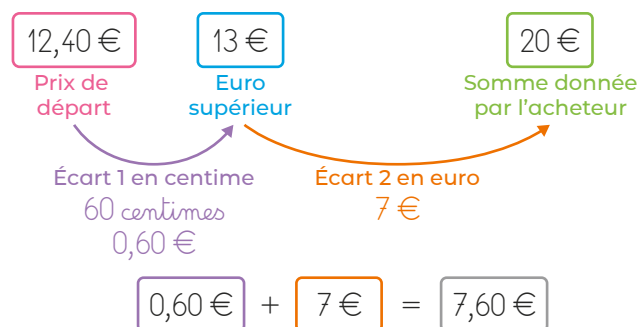 12,40 € 13 € 20 €
Prix de départ
Euro supérieur
Somme donnée par l'acheteur
Écart 1 en centime
60 centimes
0,60 €
Écart 2 en euro
7 €
0,60 € + 7 € = 7,60 €